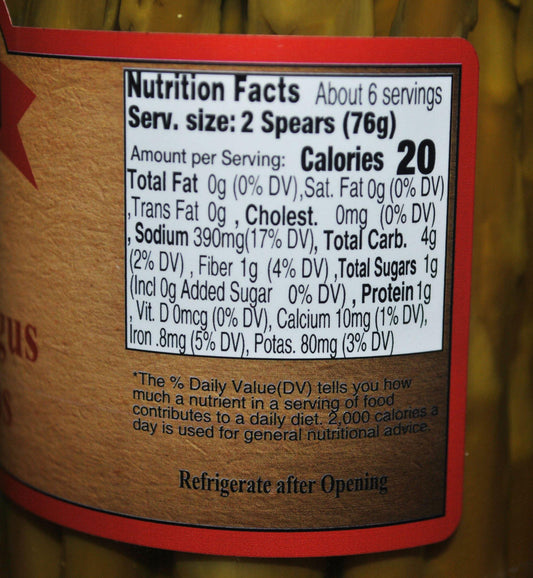 Nutrition Facts About 6 servings
Serv. size: 2 Spears (76g)
Amount per Serving: Calories 20
Total Fat 0g (0% DV),Sat. Fat 0g (0% DV)
,Trans Fat 0g , Cholest. 0mg (0% DV)
, Sodium 390mg(17% DV), Total Carb. 4g
(2% DV) , Fiber 1g (4% DV) ,Total Sugars 1g
(Incl 0g Added Sugar 0% DV) , Protein 1g
, Vit. D 0mcg (0% DV), Calcium 10mg (1% DV),
Iron .8mg (5% DV), Potas. 80mg (3% DV)
*The % Daily Value(DV) tells you how
much a nutrient in a serving of food
contributes to a daily diet. 2,000 calories a
day is used for general nutritional advice.
Refrigerate after Opening